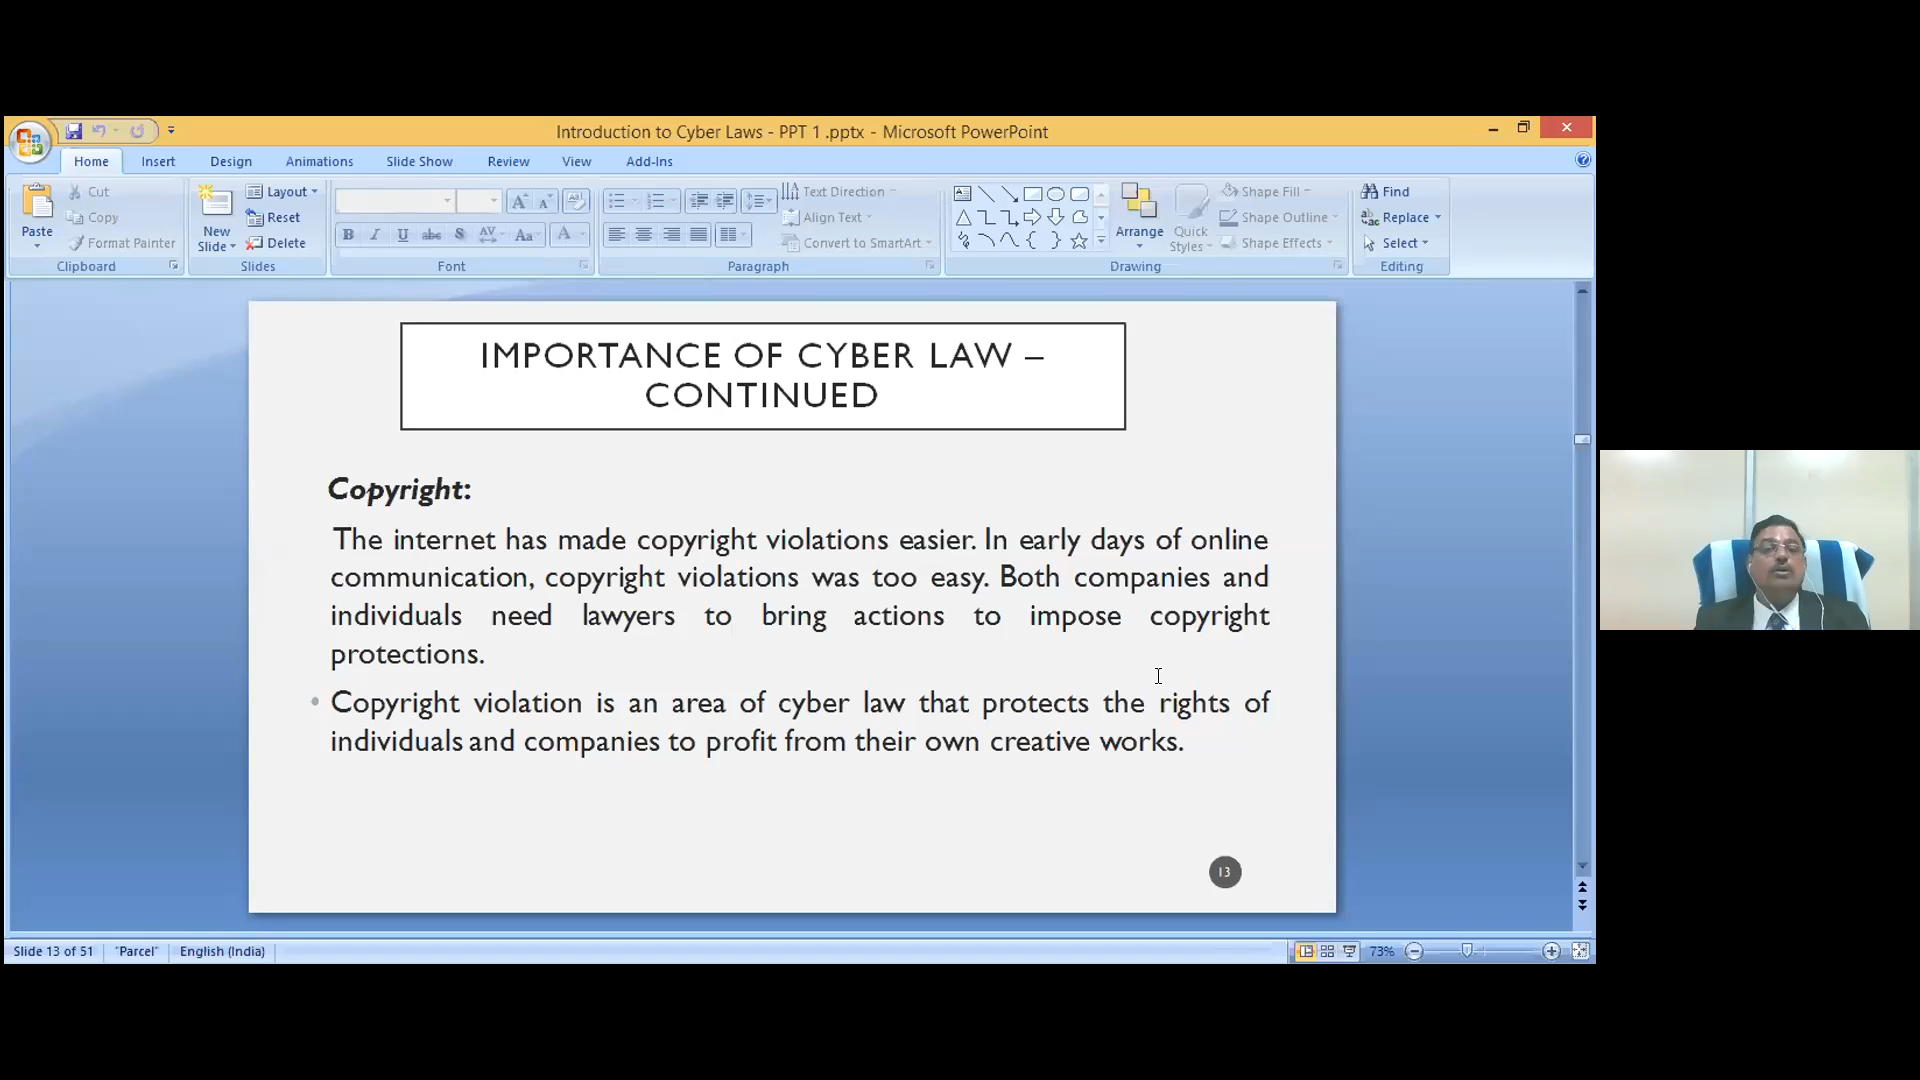 Introduction to Cyber Laws - PPT 1 .pptx - Microsoft PowerPoint
Home Insert Design Animations Slide Show Review View Add-Ins
Paste
Cut
Copy
Format Painter
Clipboard
New Slide
Layout
Reset
Delete
Slides
Font
Text Direction
Align Text
Convert to SmartArt
Paragraph
Arrange
Quick Styles
Shape Fill
Shape Outline
Shape Effects
Drawing
Find
Replace
Select
Editing
IMPORTANCE OF CYBER LAW –
CONTINUED
Copyright:
The internet has made copyright violations easier. In early days of online
communication, copyright violations was too easy. Both companies and
individuals need lawyers to bring actions to impose copyright
protections.
• Copyright violation is an area of cyber law that protects the rights of
individuals and companies to profit from their own creative works.
13
Slide 13 of 51 "Parcel" English (India) 73%